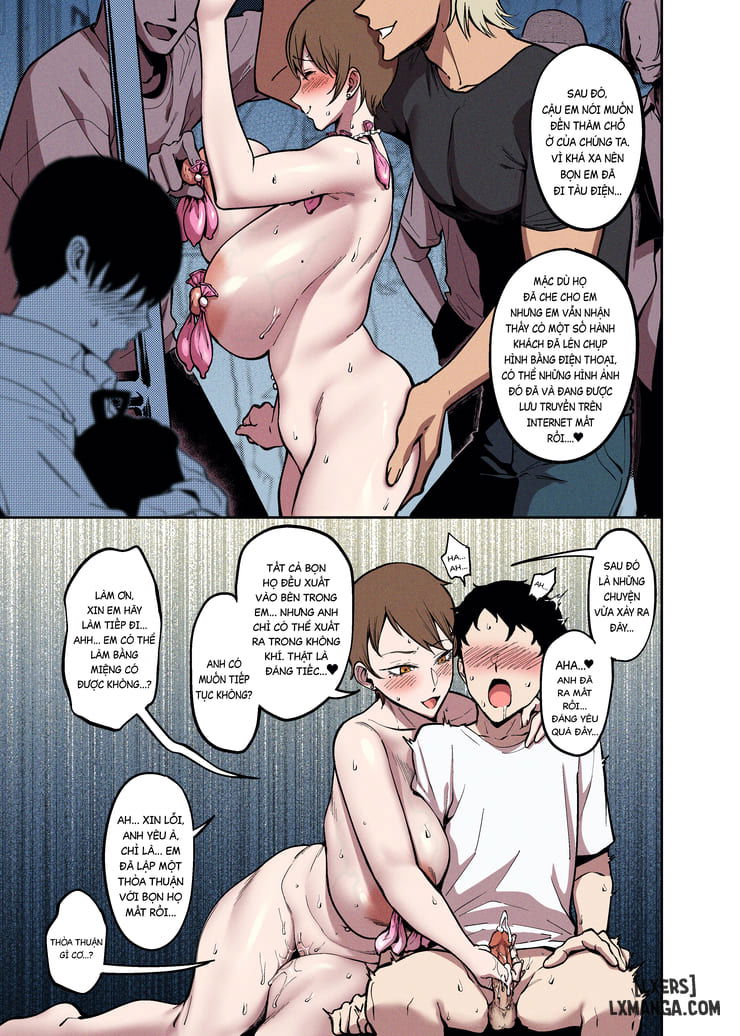 SAU ĐÓ,
CẬU EM NÓI MUỐN
ĐẾN THĂM CHỖ
Ở CỦA CHÚNG TA.
VÌ KHÁ XA NÊN
BỌN EM ĐÃ
ĐI TÀU ĐIỆN...
MẶC DÙ HỌ
ĐÃ CHE CHO EM
NHƯNG EM VẪN NHẬN
THẤY CÓ MỘT SỐ HÀNH
KHÁCH ĐÃ LÉN CHỤP
HÌNH BẰNG ĐIỆN THOẠI,
CÓ THỂ NHỮNG HÌNH ẢNH
ĐÓ ĐÃ VÀ ĐANG ĐƯỢC
LƯU TRUYỀN TRÊN
INTERNET MẤT
RỒI....♥
SAU ĐÓ
LÀ NHỮNG
CHUYỆN
VỪA XẢY RA
ĐÂY...
HA...
AH...
AH...
AHA...♥
ANH ĐÃ
RA MẤT
RỒI...
ĐÁNG YÊU
QUÁ ĐẤY...
TẤT CẢ BỌN
HỌ ĐỀU XUẤT
VÀO BÊN TRONG
EM... NHƯNG ANH
CHỈ CÓ THỂ XUẤT
RA TRONG KHÔNG
KHÍ. THẬT LÀ
ĐÁNG TIẾC...♥
ANH CÓ
MUỐN TIẾP
TỤC KHÔNG?
LÀM ƠN,
XIN EM HÃY
LÀM TIẾP ĐI...
AHH... EM CÓ THỂ
LÀM BẰNG
MIỆNG CÓ
ĐƯỢC KHÔNG...?
AH... XIN LỖI,
ANH YÊU À,
CHỈ LÀ... EM
ĐÃ LẬP MỘT
THỎA THUẬN
VỚI BỌN HỌ
MẤT RỒI...
THỎA THUẬN
GÌ CƠ...?
[LXERS]
LXMANGA.COM